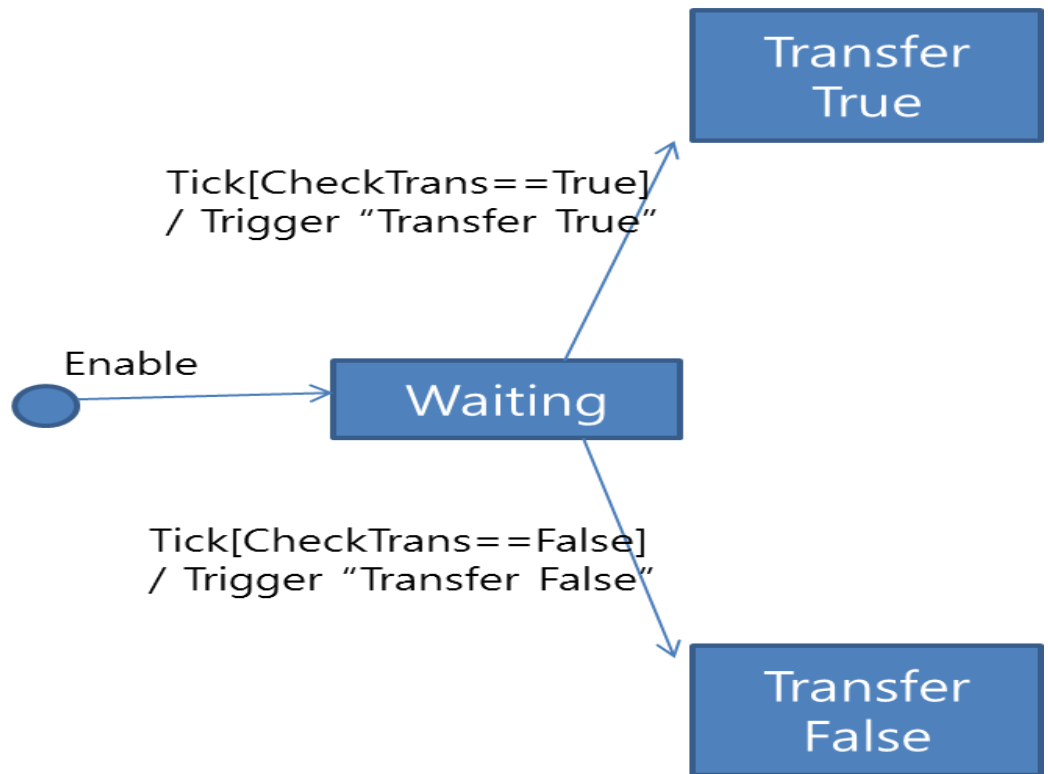 Transfer
True
Tick[CheckTrans==True]
/ Trigger “Transfer True”
Enable
Waiting
Tick[CheckTrans==False]
/ Trigger “Transfer False”
Transfer
False